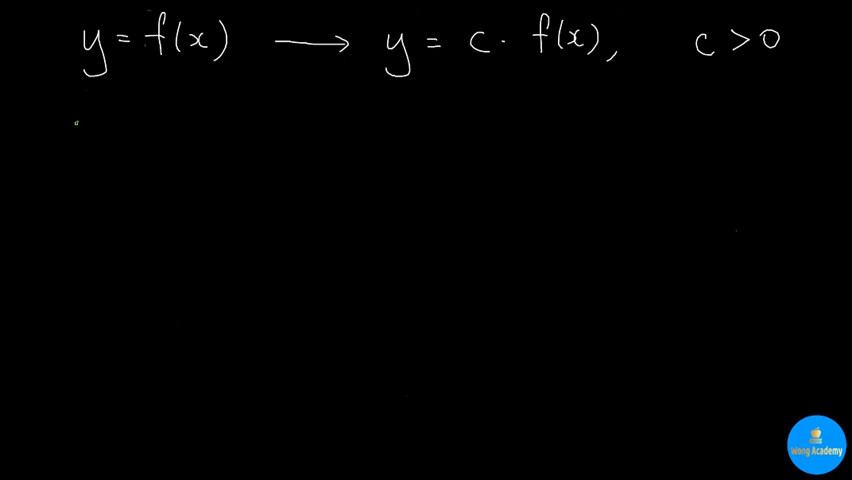 y = f(x) ⟶ y = c · f(x), c > 0
Wong Academy